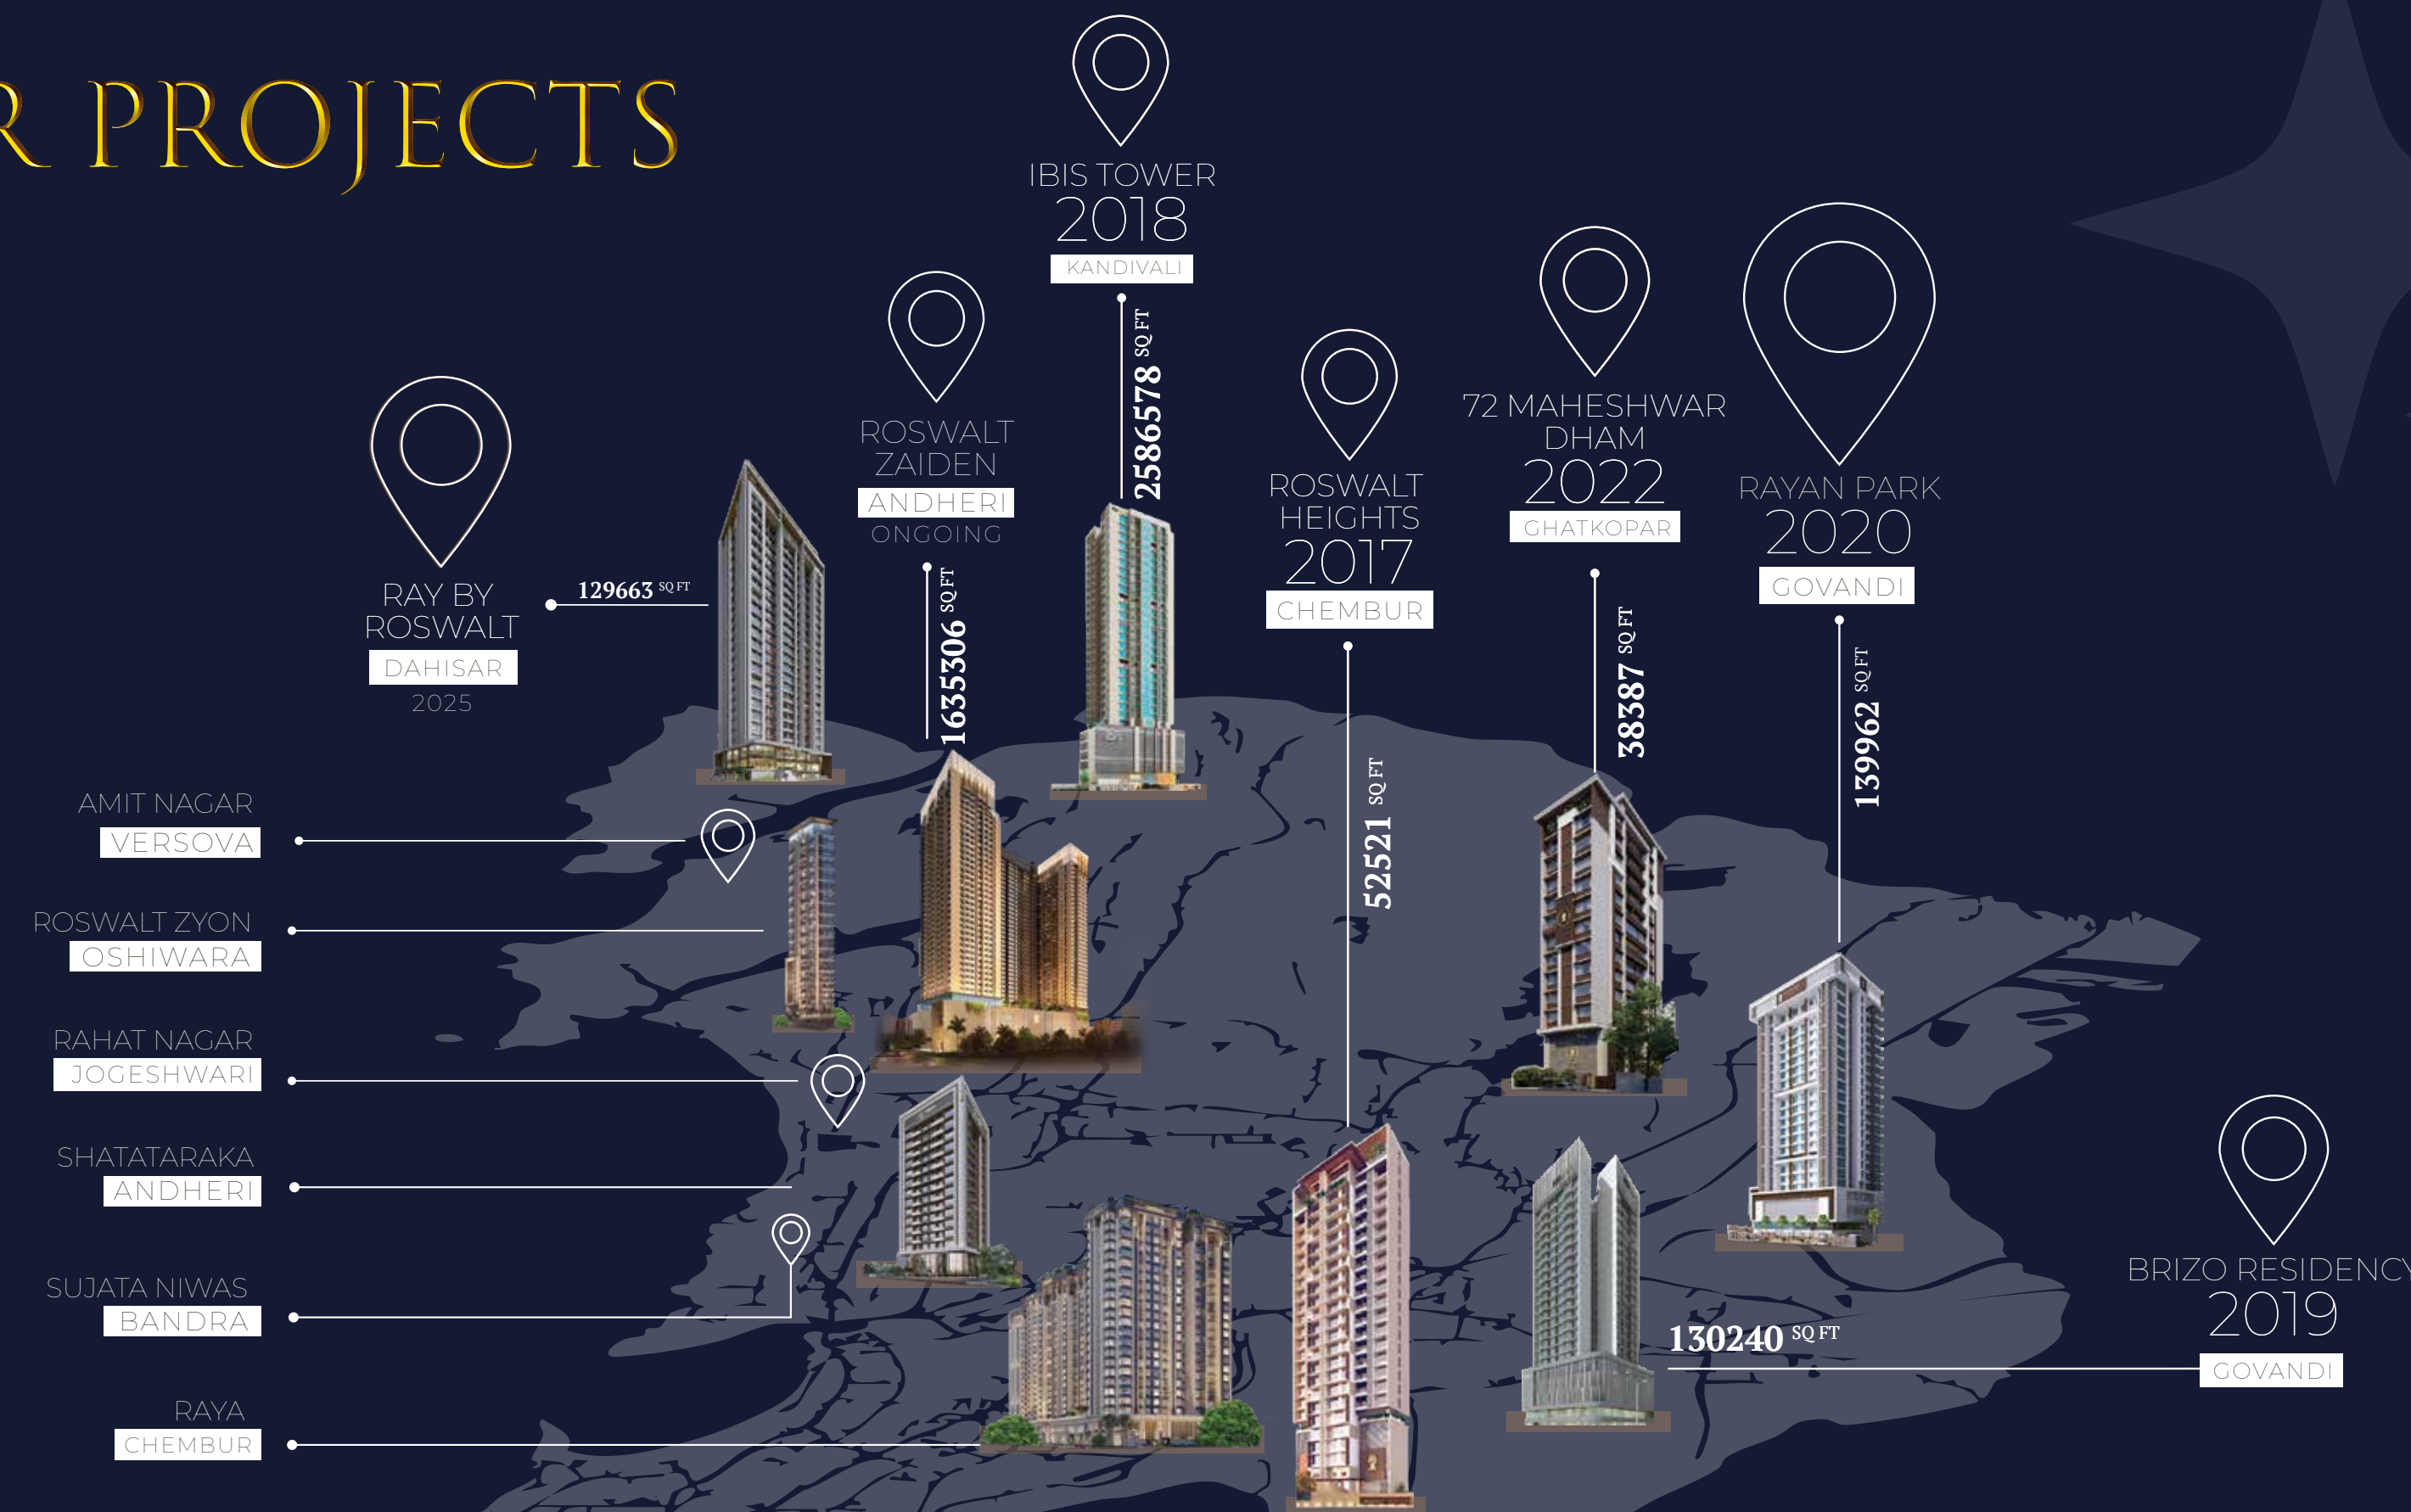 R PROJECTS
IBIS TOWER
2018
KANDIVALI
2586578 SQ FT
ROSWALT
ZAIDEN
ANDHERI
ONGOING
1635306 SQ FT
72 MAHESHWAR
DHAM
2022
GHATKOPAR
38387 SQ FT
RAYAN PARK
2020
GOVANDI
139962 SQ FT
ROSWALT
HEIGHTS
2017
CHEMBUR
52521 SQ FT
RAY BY
ROSWALT
DAHISAR
2025
129663 SQ FT
AMIT NAGAR
VERSOVA
ROSWALT ZYON
OSHIWARA
RAHAT NAGAR
JOGESHWARI
SHATATARAKA
ANDHERI
SUJATA NIWAS
BANDRA
RAYA
CHEMBUR
BRIZO RESIDENCY
2019
GOVANDI
130240 SQ FT